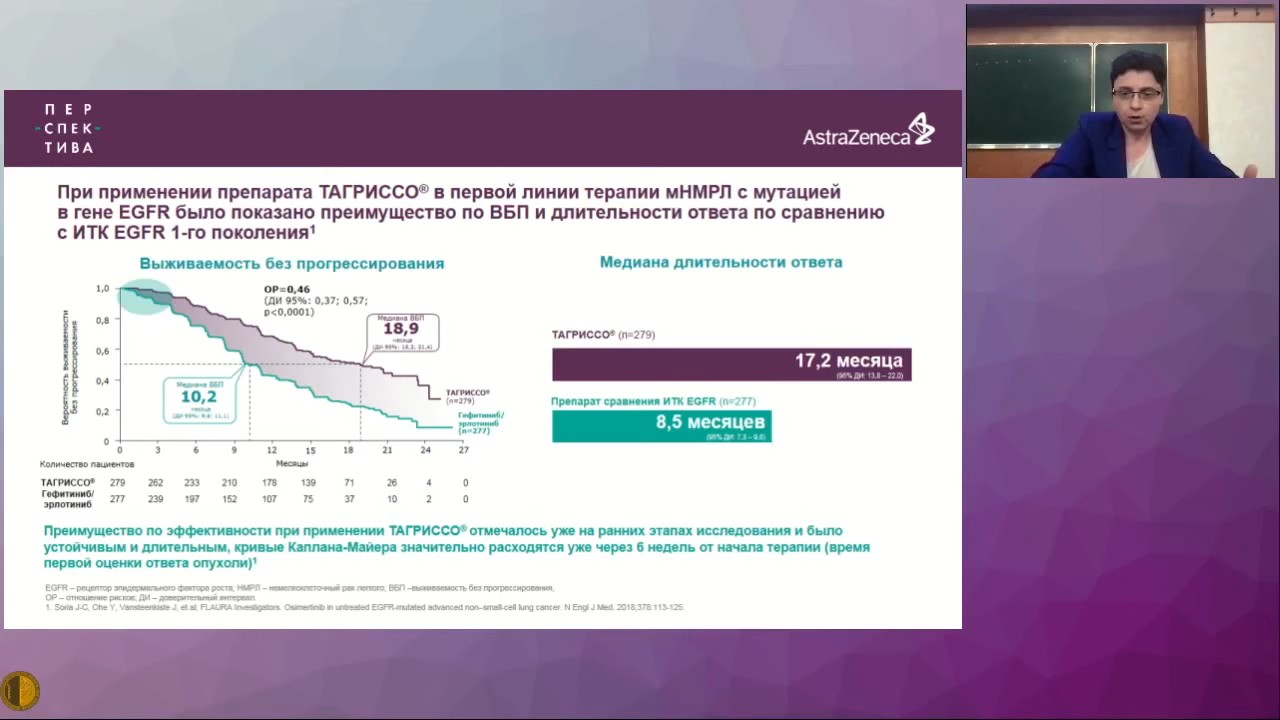 ПЕР
СПЕК
ТИВА
AstraZeneca
При применении препарата ТАГРИССО® в первой линии терапии мНМРЛ с мутацией
в гене EGFR было показано преимущество по ВБП и длительности ответа по сравнению
с ИТК EGFR 1-го поколения¹
Выживаемость без прогрессирования
Вероятность выживаемости
без прогрессирования
1,0
0,8
0,6
0,4
0,2
0
ОР=0,46
(ДИ 95%: 0,37; 0,57;
p<0,0001)
Медиана ВБП
18,9
месяца
(ДИ 95%: 15,2; 21,4)
Медиана ВБП
10,2
месяца
(ДИ 95%: 9,6; 11,1)
ТАГРИССО®
(n=279)
Гефитиниб/
эрлотиниб
(n=277)
0 3 6 9 12 15 18 21 24 27
Количество пациентов
Месяцы
ТАГРИССО® 279 262 233 210 178 139 71 26 4 0
Гефитиниб/
эрлотиниб 277 239 197 152 107 75 37 10 2 0
Медиана длительности ответа
ТАГРИССО® (n=279)
17,2 месяца
(95% ДИ: 13,8 – 22,0)
Препарат сравнения ИТК EGFR (n=277)
8,5 месяцев
(95% ДИ: 7,3 – 9,8)
Преимущество по эффективности при применении ТАГРИССО® отмечалось уже на ранних этапах исследования и было
устойчивым и длительным, кривые Каплана-Майера значительно расходятся уже через 6 недель от начала терапии (время
первой оценки ответа опухоли)¹
EGFR – рецептор эпидермального фактора роста; НМРЛ – немелкоклеточный рак легкого; ВБП –выживаемость без прогрессирования,
ОР – отношение рисков; ДИ – доверительный интервал.
1. Soria J-C, Ohe Y, Vansteenkiste J, et al; FLAURA Investigators. Osimertinib in untreated EGFR-mutated advanced non–small-cell lung cancer. N Engl J Med. 2018;378:113-125.